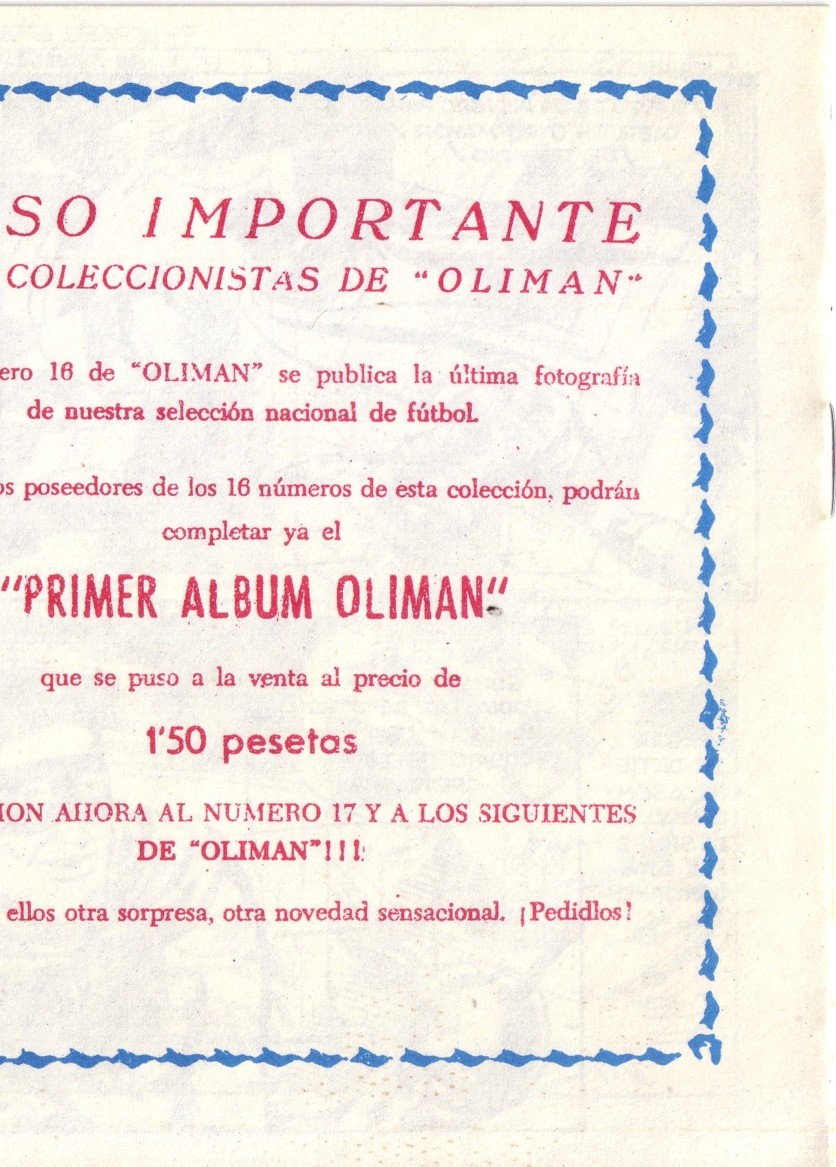 SO IMPORTANTE
COLECCIONISTAS DE "OLIMAN"
ero 16 de "OLIMAN" se publica la última fotografía
de nuestra selección nacional de fútbol.
os poseedores de los 16 números de esta colección, podrán
completar ya el
"PRIMER ALBUM OLIMAN"
que se puso a la venta al precio de
1'50 pesetas
ION AHORA AL NUMERO 17 Y A LOS SIGUIENTES
DE "OLIMAN"!!!
ellos otra sorpresa, otra novedad sensacional. ¡Pedidlos!